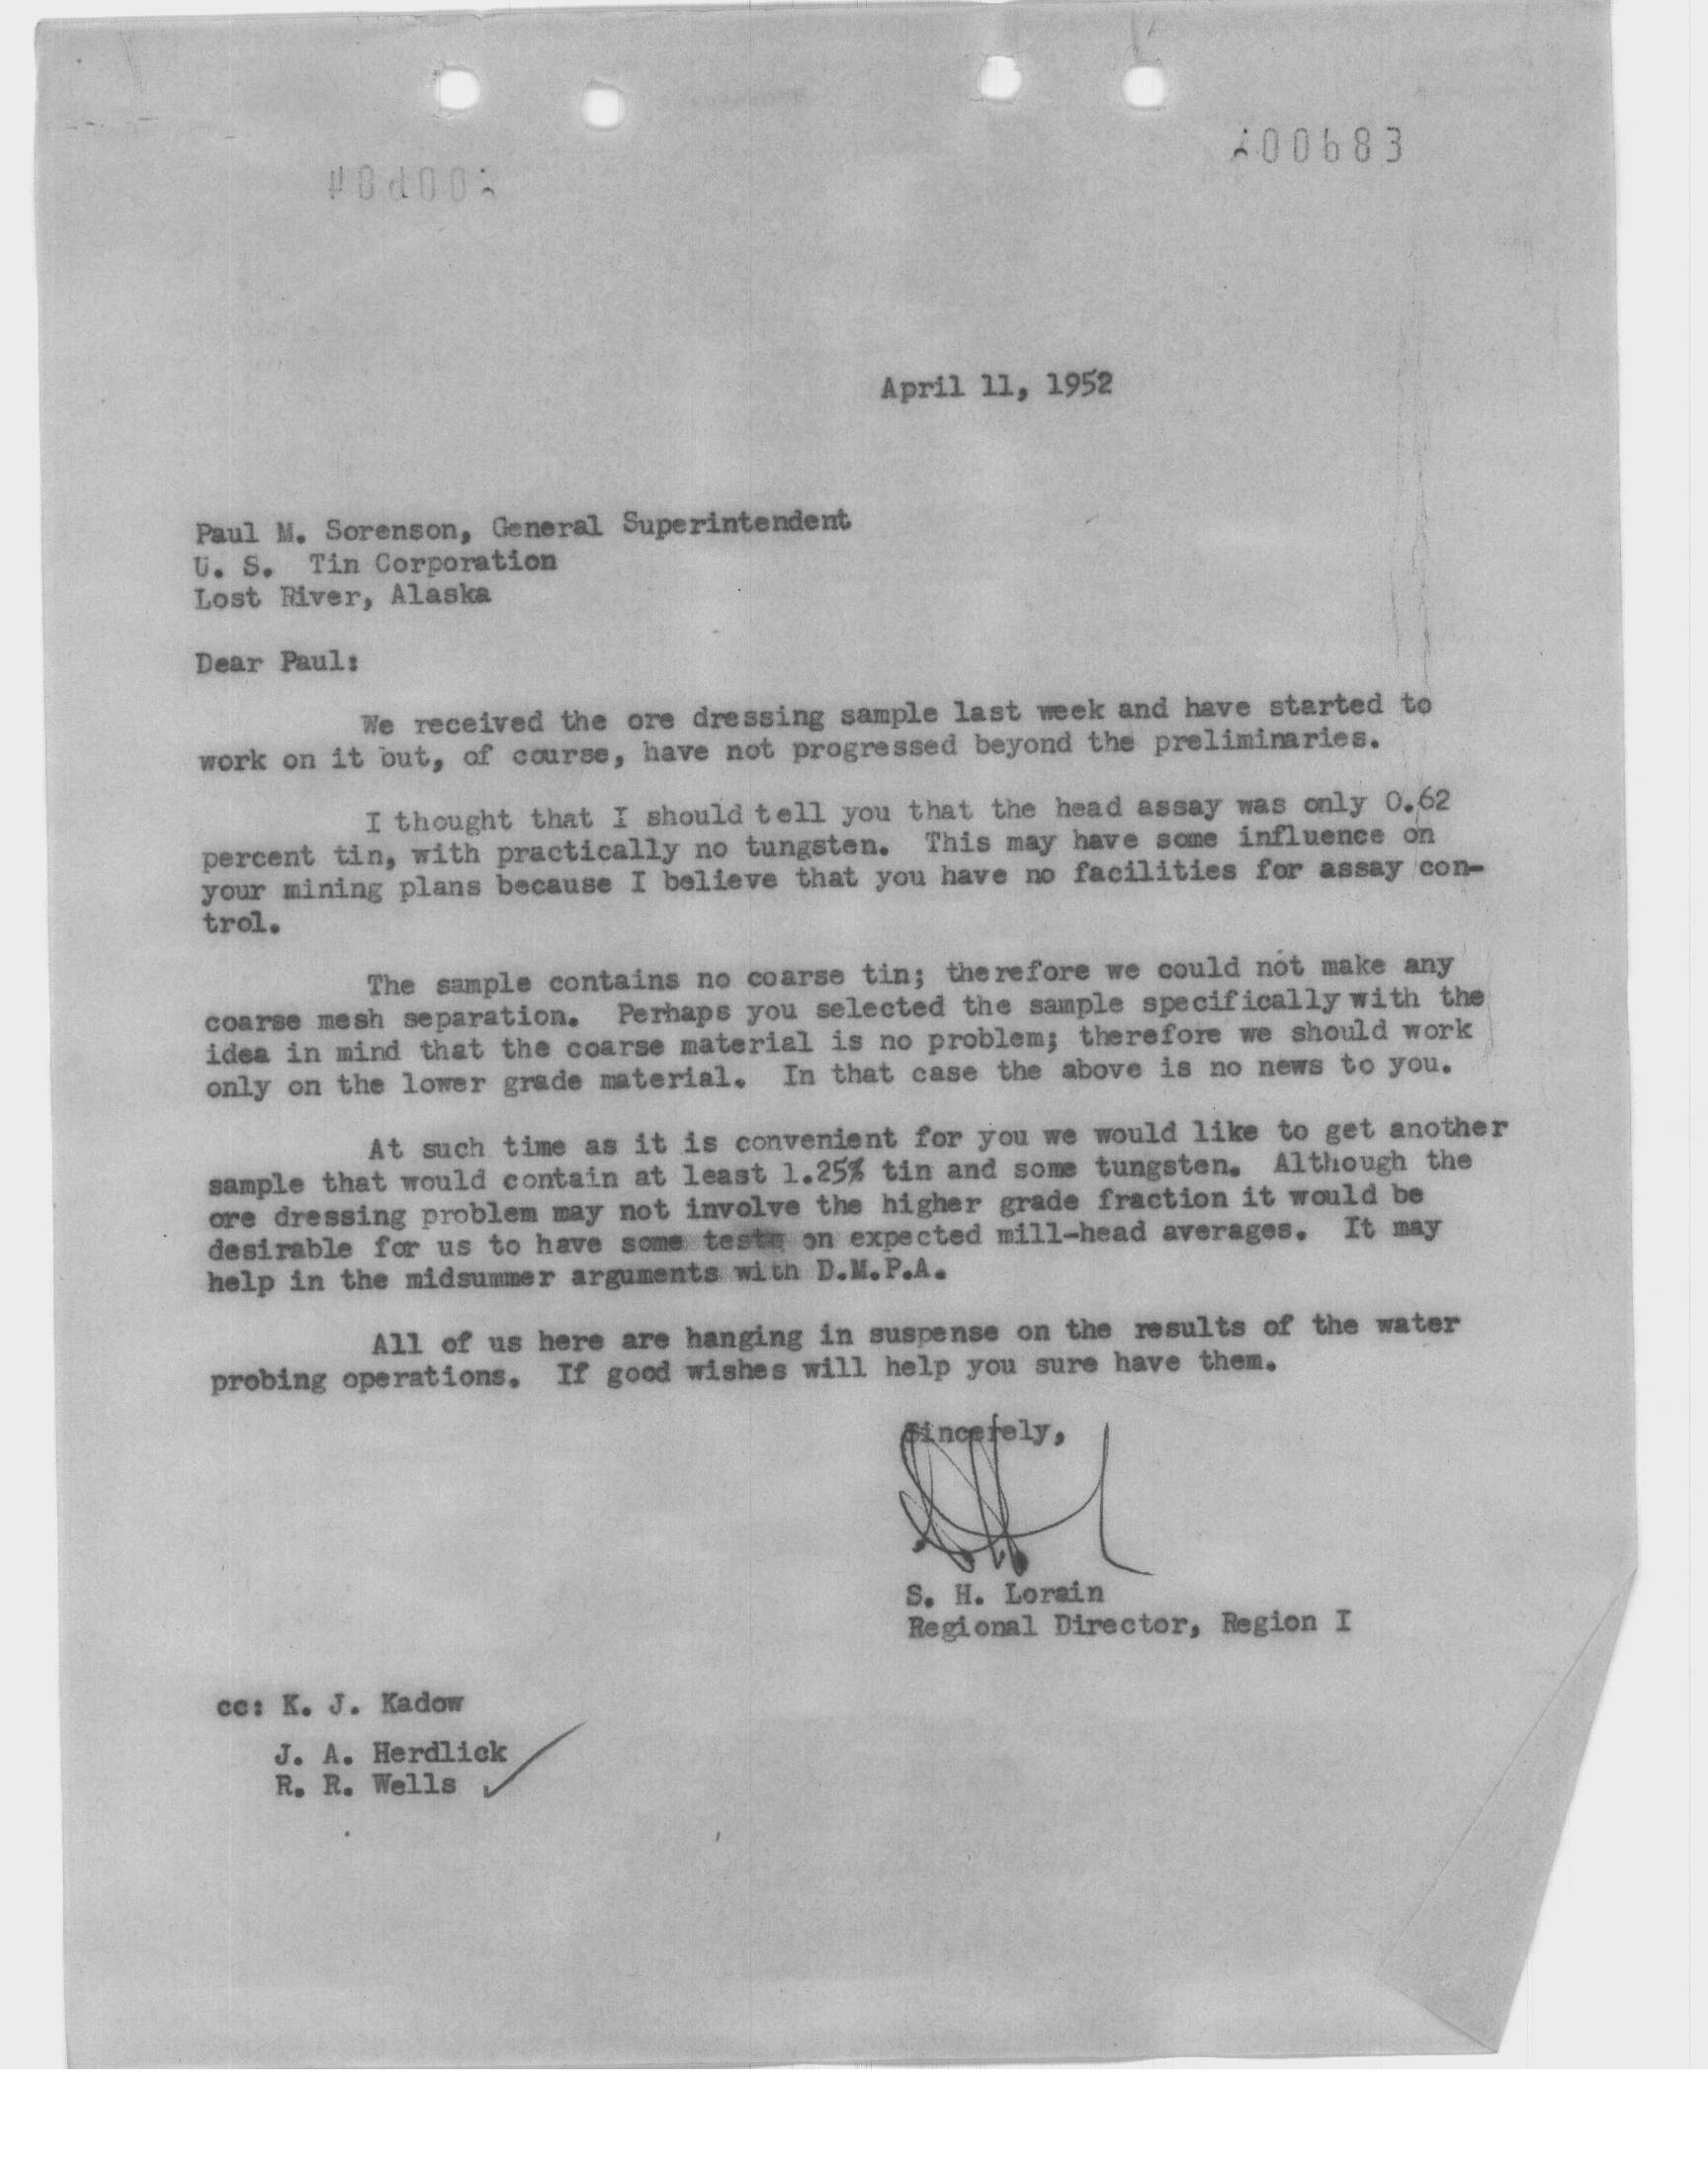 00683
April 11, 1952
Paul M. Sorenson, General Superintendent
U. S. Tin Corporation
Lost River, Alaska
Dear Paul:
We received the ore dressing sample last week and have started to
work on it but, of course, have not progressed beyond the preliminaries.
I thought that I should tell you that the head assay was only 0.62
percent tin, with practically no tungsten. This may have some influence on
your mining plans because I believe that you have no facilities for assay con-
trol.
The sample contains no coarse tin; therefore we could not make any
coarse mesh separation. Perhaps you selected the sample specifically with the
idea in mind that the coarse material is no problem; therefore we should work
only on the lower grade material. In that case the above is no news to you.
At such time as it is convenient for you we would like to get another
sample that would contain at least 1.25% tin and some tungsten. Although the
ore dressing problem may not involve the higher grade fraction it would be
desirable for us to have some tests on expected mill-head averages. It may
help in the midsummer arguments with D.M.P.A.
All of us here are hanging in suspense on the results of the water
probing operations. If good wishes will help you sure have them.
Sincerely,
S. H. Lorain
Regional Director, Region I
cc: K. J. Kadow
J. A. Herdlick
R. R. Wells